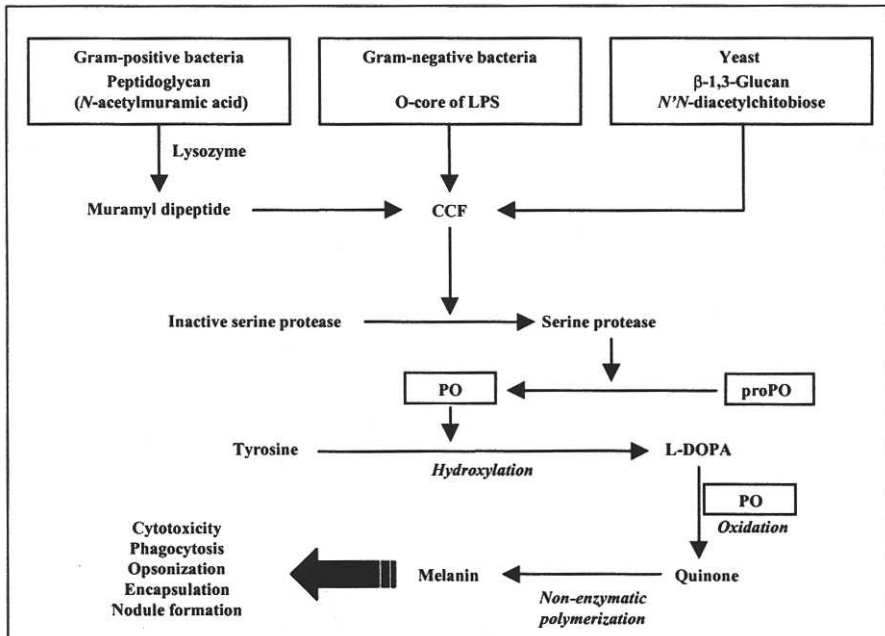 Gram-positive bacteria
Peptidoglycan
(N-acetylmuramic acid)
Gram-negative bacteria
O-core of LPS
Yeast
β-1,3-Glucan
N'N-diacetylchitobiose
Lysozyme
Muramyl dipeptide
CCF
Inactive serine protease
Serine protease
PO
proPO
Tyrosine
Hydroxylation
L-DOPA
PO
Oxidation
Cytotoxicity
Phagocytosis
Opsonization
Encapsulation
Nodule formation
Melanin
Quinone
Non-enzymatic
polymerization